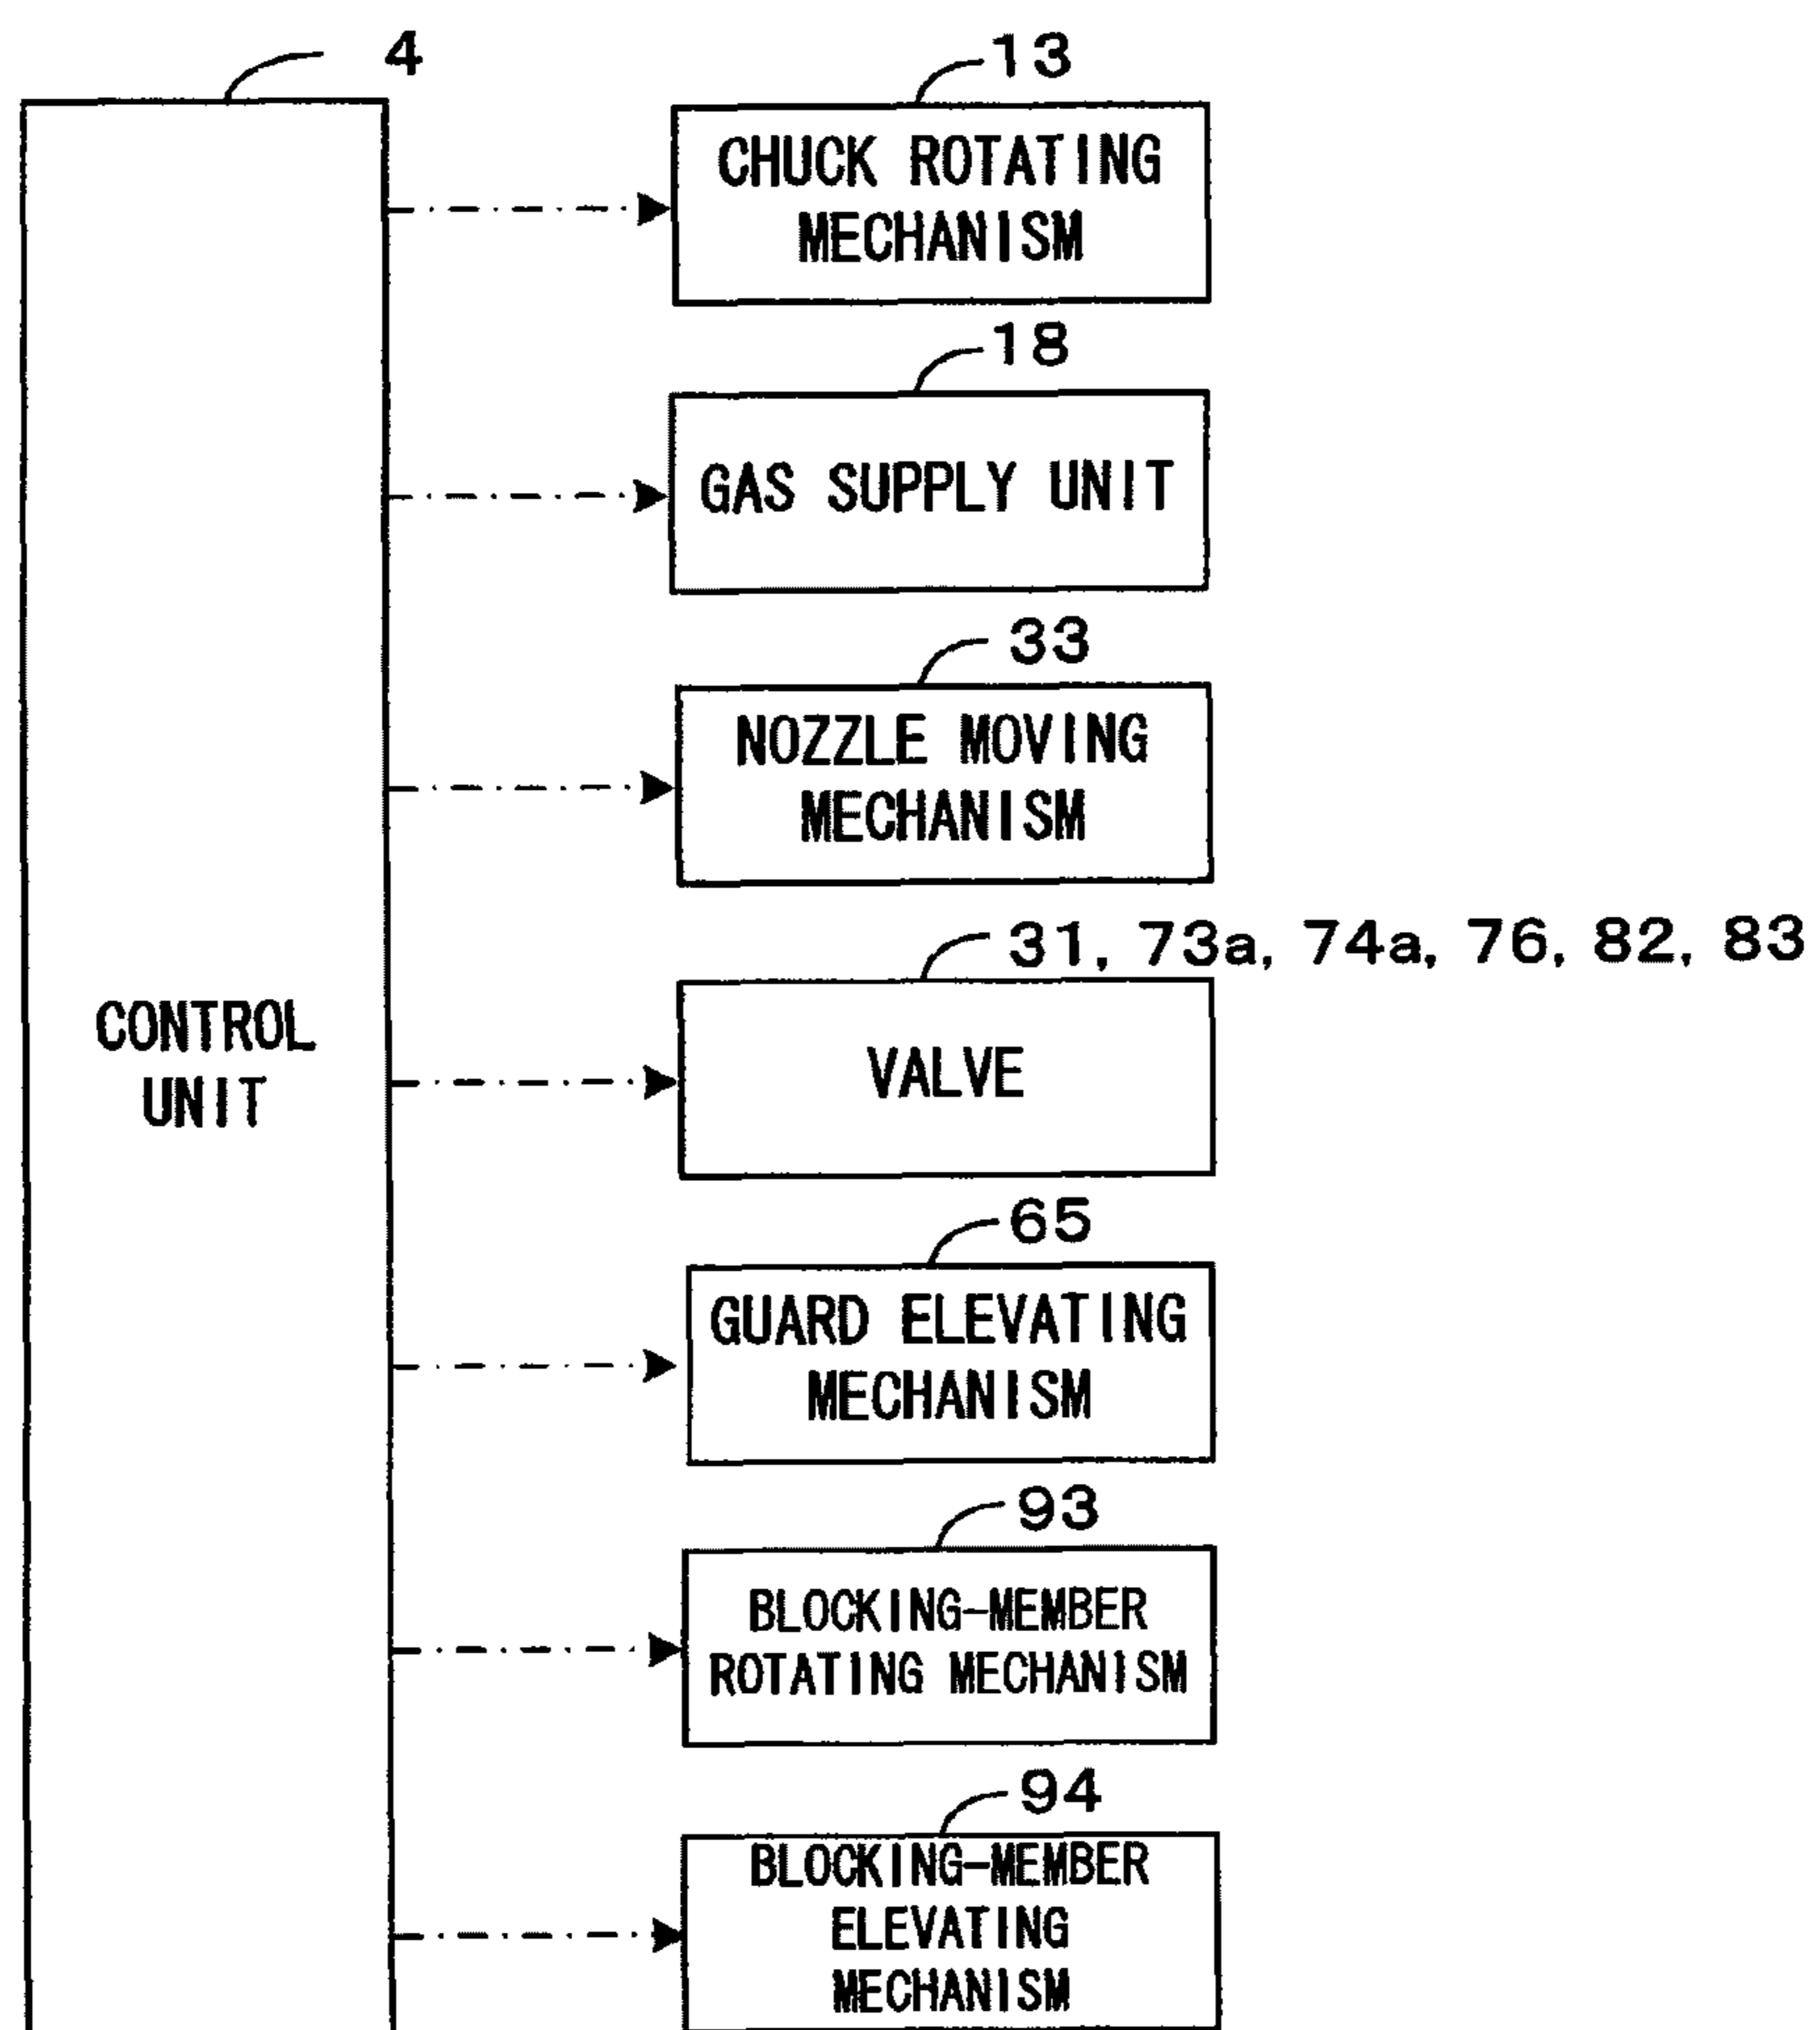 4
13
CHUCK ROTATING
MECHANISM
18
GAS SUPPLY UNIT
33
NOZZLE MOVING
MECHANISM
31, 73a, 74a, 76, 82, 83
CONTROL
UNIT
VALVE
65
GUARD ELEVATING
MECHANISM
93
BLOCKING-MEMBER
ROTATING MECHANISM
94
BLOCKING-MEMBER
ELEVATING
MECHANISM